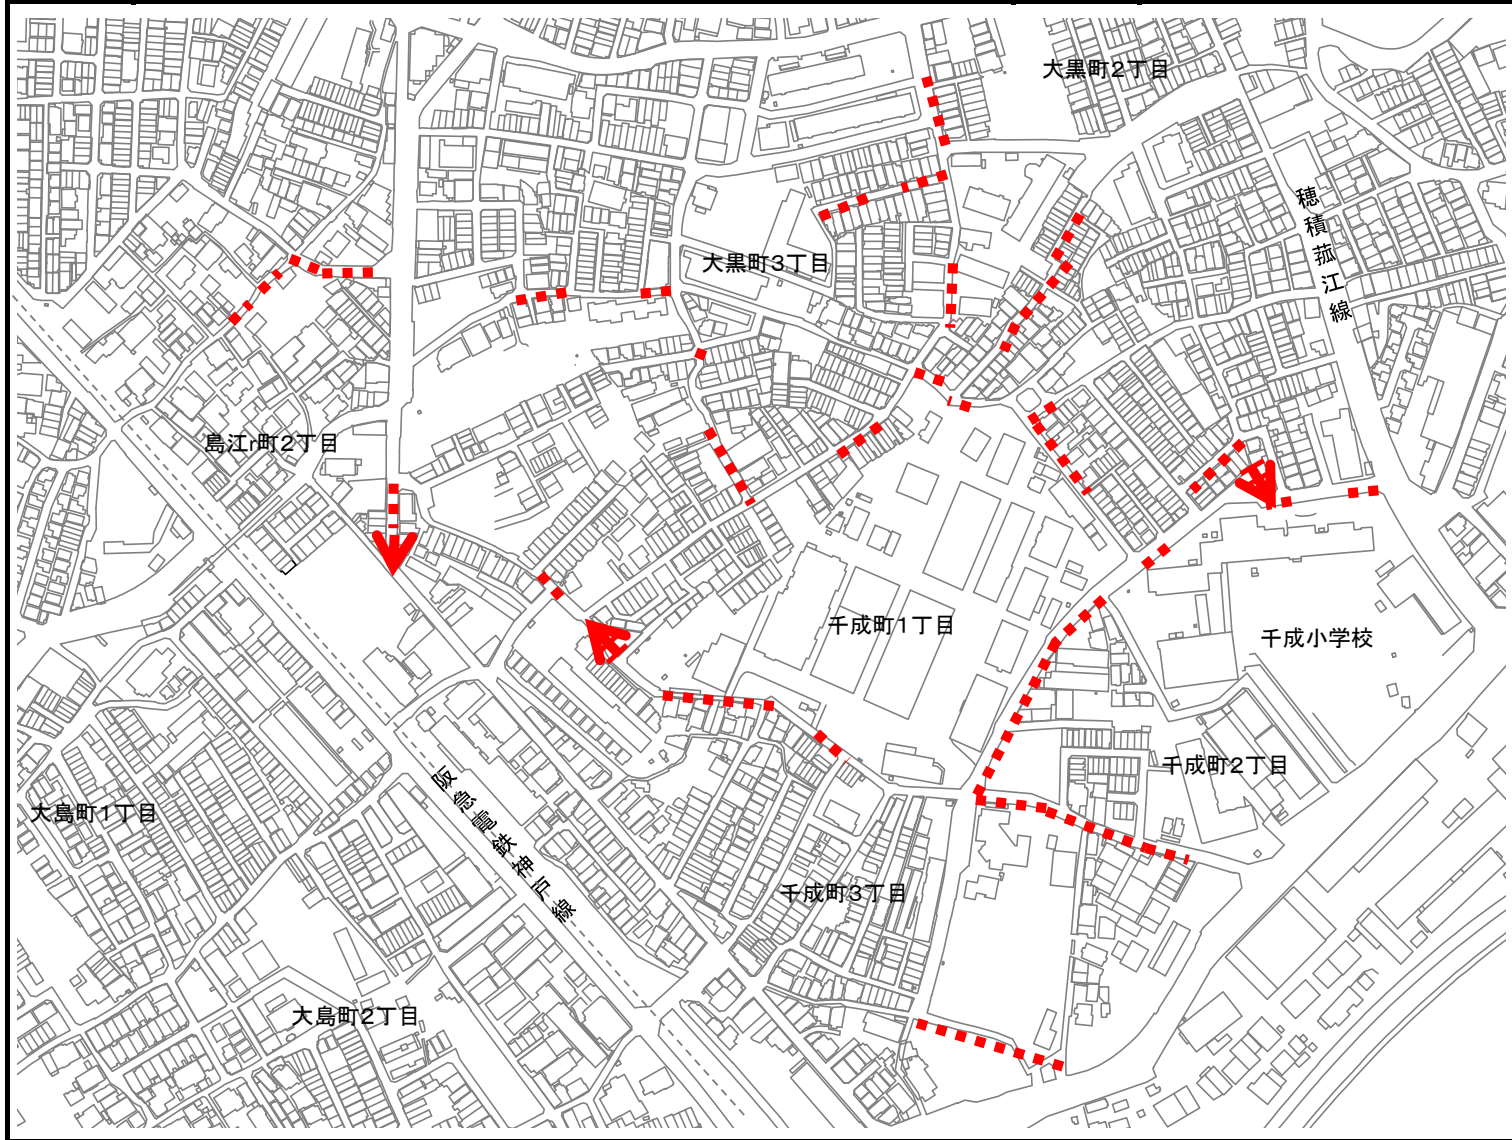 大黒町2丁目
穂積菰江線
大黒町3丁目
島江r町2丁目
千成町1丁目
千成小学校
千成町2丁目
阪急電鉄神戸線
大島町1丁目
千成町3丁目
大島町2丁目